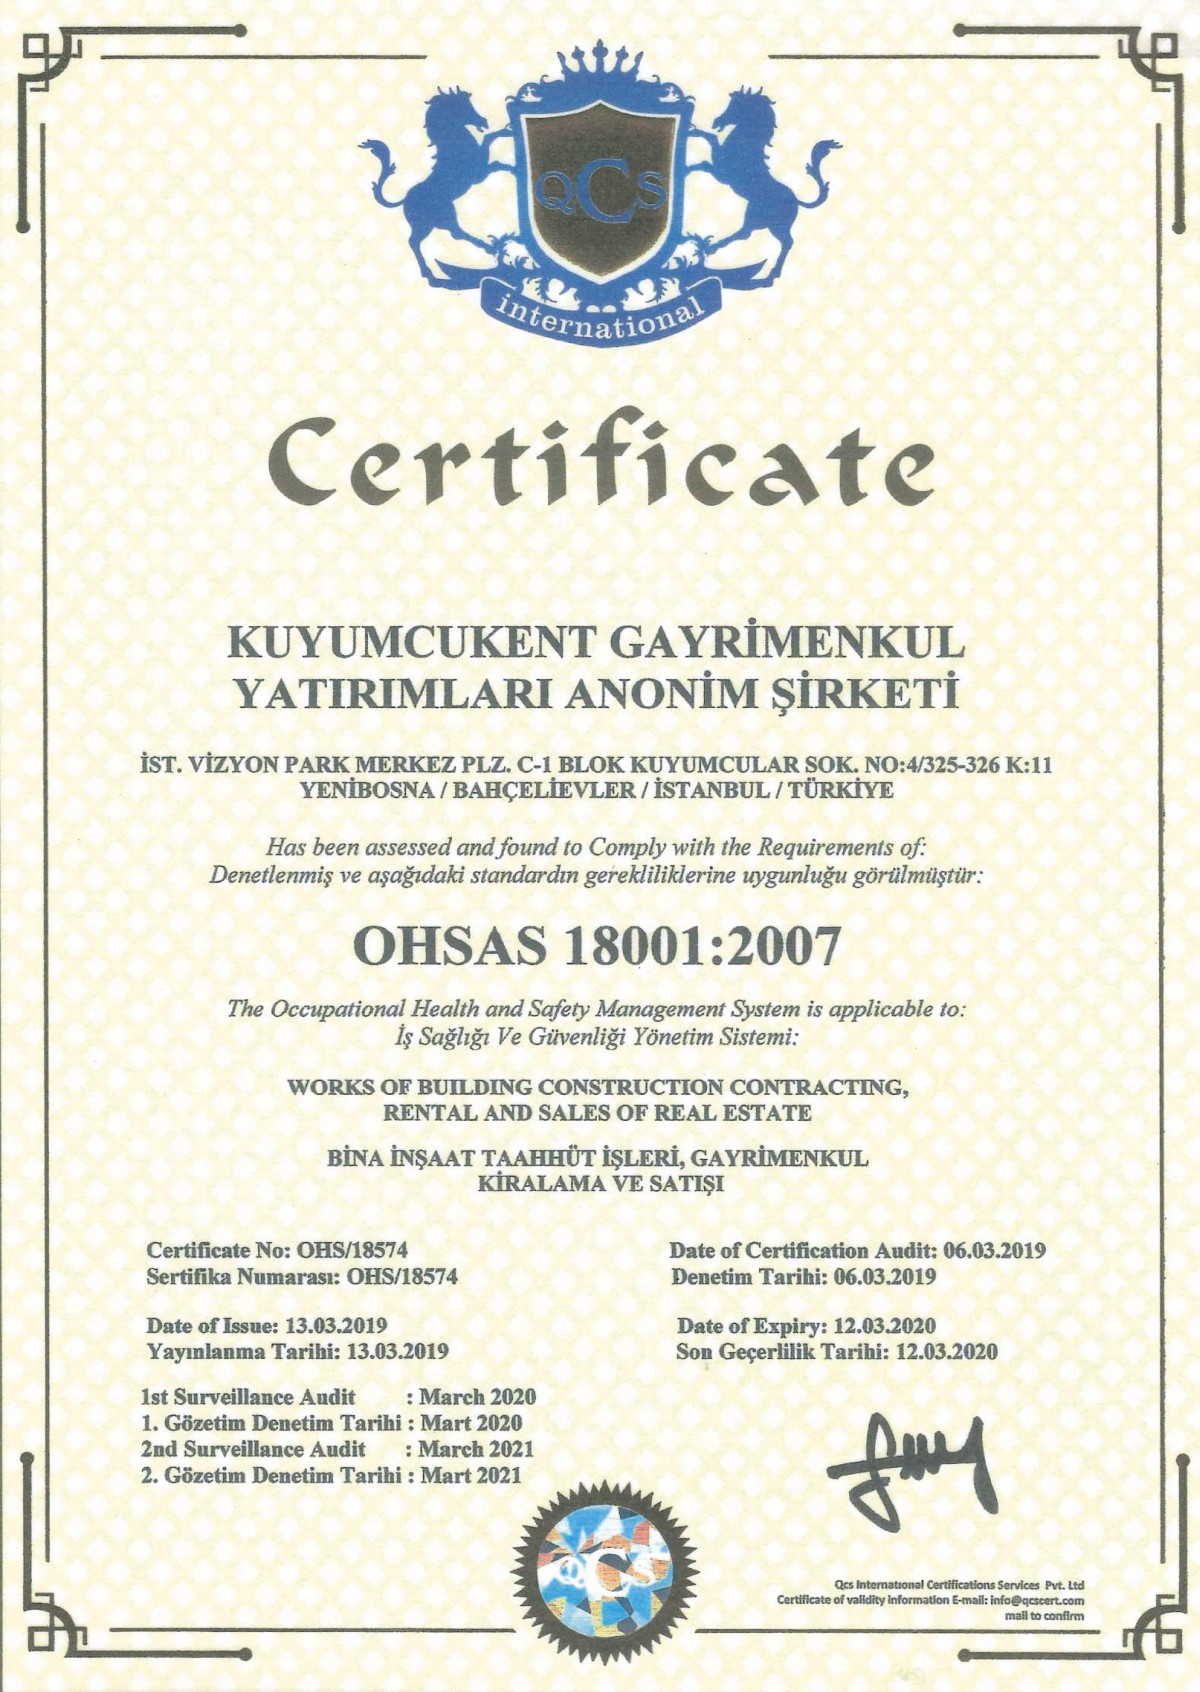 QCS
international
Certificate
KUYUMCUKENT GAYRİMENKUL
YATIRIMLARI ANONİM ŞİRKETİ
İST. VİZYON PARK MERKEZ PLZ. C-1 BLOK KUYUMCULAR SOK. NO:4/325-326 K:11
YENİBOSNA / BAHÇELİEVLER / İSTANBUL / TÜRKİYE
Has been assessed and found to Comply with the Requirements of:
Denetlenmiş ve aşağıdaki standardın gerekliliklerine uygunluğu görülmüştür:
OHSAS 18001:2007
The Occupational Health and Safety Management System is applicable to:
İş Sağlığı Ve Güvenliği Yönetim Sistemi:
WORKS OF BUILDING CONSTRUCTION CONTRACTING,
RENTAL AND SALES OF REAL ESTATE
BİNA İNŞAAT TAAHHÜT İŞLERİ, GAYRİMENKUL
KİRALAMA VE SATIŞI
Certificate No: OHS/18574
Sertifika Numarası: OHS/18574
Date of Certification Audit: 06.03.2019
Denetim Tarihi: 06.03.2019
Date of Issue: 13.03.2019
Yayınlanma Tarihi: 13.03.2019
Date of Expiry: 12.03.2020
Son Geçerlilik Tarihi: 12.03.2020
1st Surveillance Audit : March 2020
1. Gözetim Denetim Tarihi : Mart 2020
2nd Surveillance Audit : March 2021
2. Gözetim Denetim Tarihi : Mart 2021
QCS
Qcs International Certifications Services Pvt. Ltd
Certificate of validity information E-mail: info@qcscert.com
mail to confirm